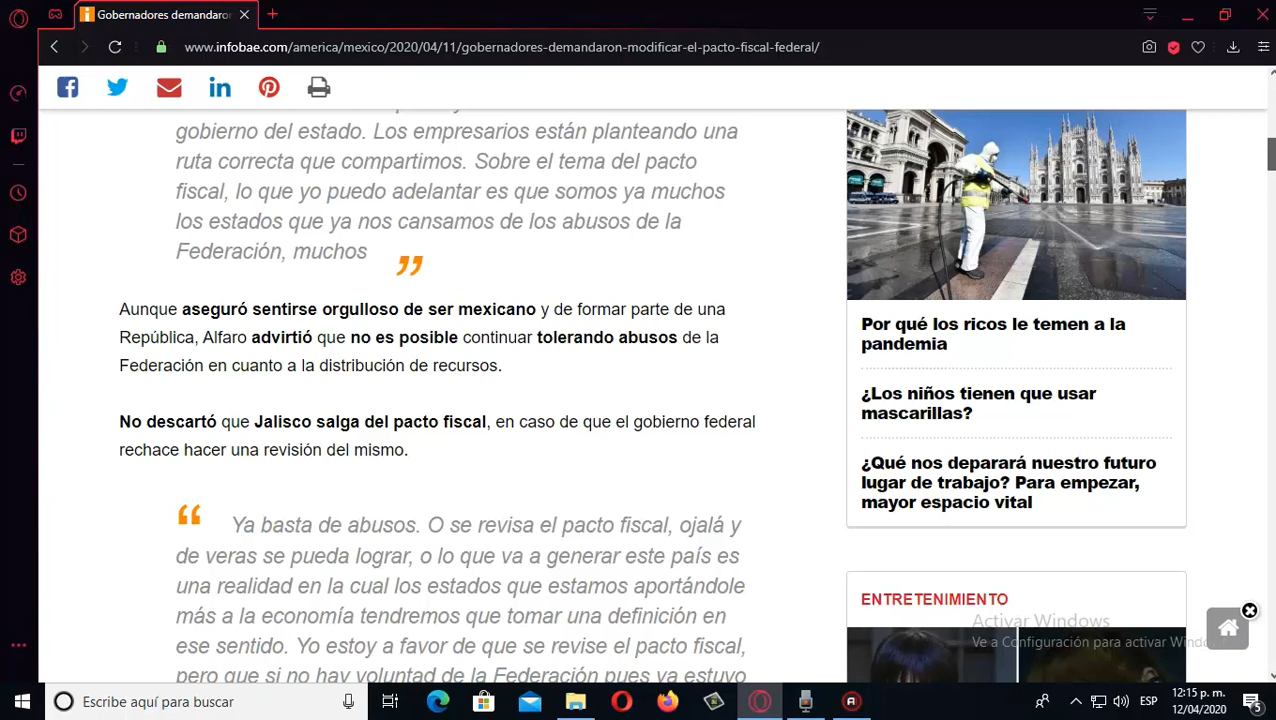 Gobernadores demandaron
www.infobae.com/america/mexico/2020/04/11/gobernadores-demandaron-modificar-el-pacto-fiscal-federal/
gobierno del estado. Los empresarios están planteando una
ruta correcta que compartimos. Sobre el tema del pacto
fiscal, lo que yo puedo adelantar es que somos ya muchos
los estados que ya nos cansamos de los abusos de la
Federación, muchos ”
Aunque aseguró sentirse orgulloso de ser mexicano y de formar parte de una
República, Alfaro advirtió que no es posible continuar tolerando abusos de la
Federación en cuanto a la distribución de recursos.
No descartó que Jalisco salga del pacto fiscal, en caso de que el gobierno federal
rechace hacer una revisión del mismo.
“ Ya basta de abusos. O se revisa el pacto fiscal, ojalá y
de veras se pueda lograr, o lo que va a generar este país es
una realidad en la cual los estados que estamos aportándole
más a la economía tendremos que tomar una definición en
ese sentido. Yo estoy a favor de que se revise el pacto fiscal,
pero que si no hay voluntad de la Federación pues ya estuvo
Por qué los ricos le temen a la
pandemia
¿Los niños tienen que usar
mascarillas?
¿Qué nos deparará nuestro futuro
lugar de trabajo? Para empezar,
mayor espacio vital
ENTRETENIMIENTO
Activar Windows
Ve a Configuración para activar Windo
Escribe aquí para buscar
ESP
12:15 p. m.
12/04/2020
5